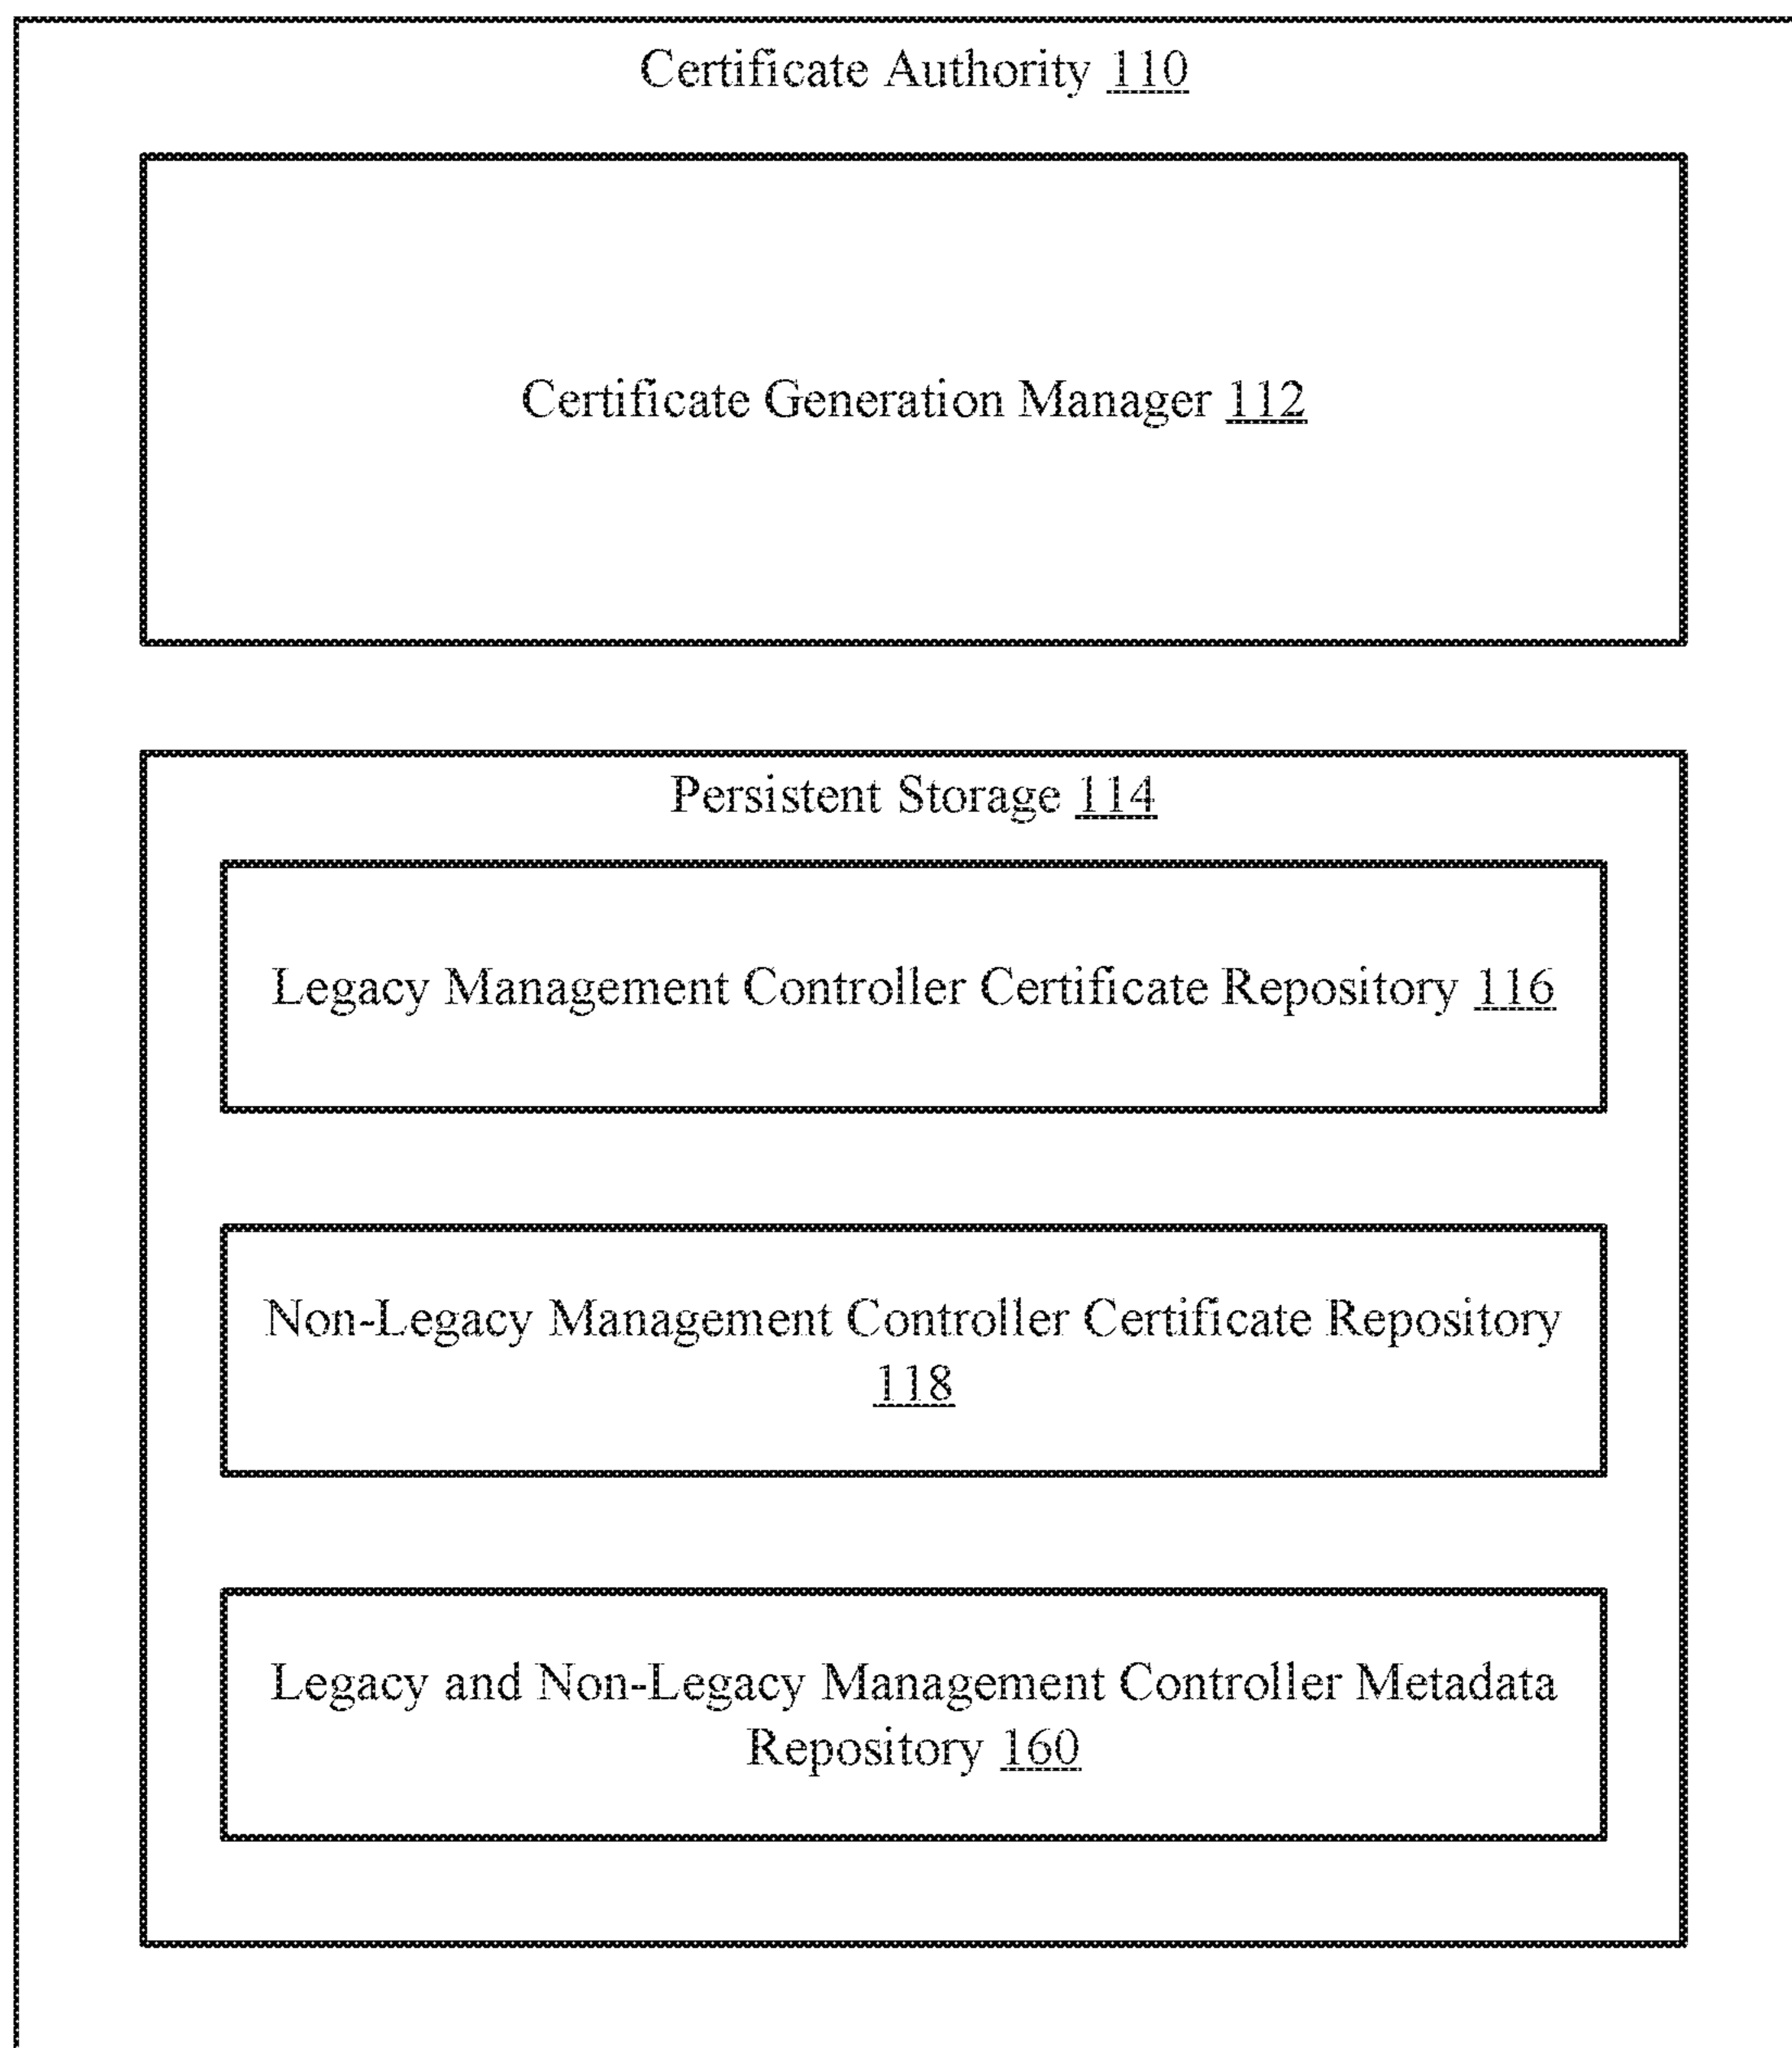 Certificate Authority 110
Certificate Generation Manager 112
Persistent Storage 114
Legacy Management Controller Certificate Repository 116
Non-Legacy Management Controller Certificate Repository
118
Legacy and Non-Legacy Management Controller Metadata
Repository 160